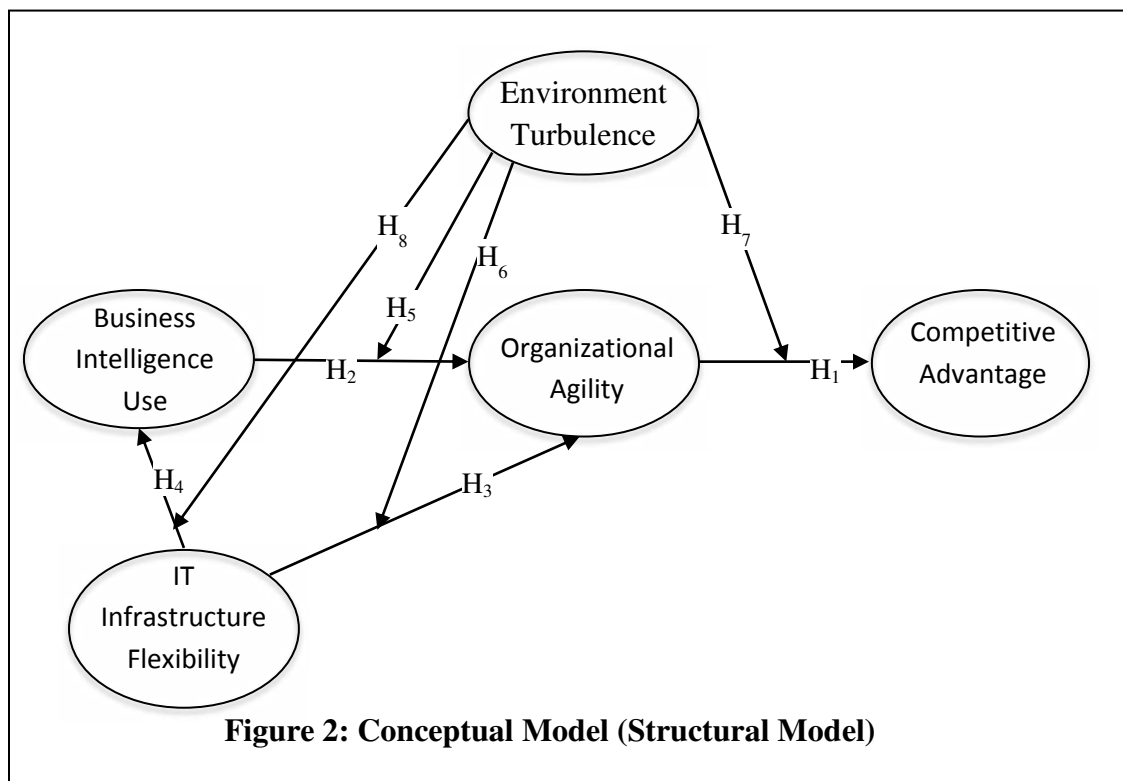 Environment
Turbulence
H₈
H₆
H₇
H₅
Business
Intelligence
Use
H₂
Organizational
Agility
H₁
Competitive
Advantage
H₄
H₃
IT
Infrastructure
Flexibility
Figure 2: Conceptual Model (Structural Model)